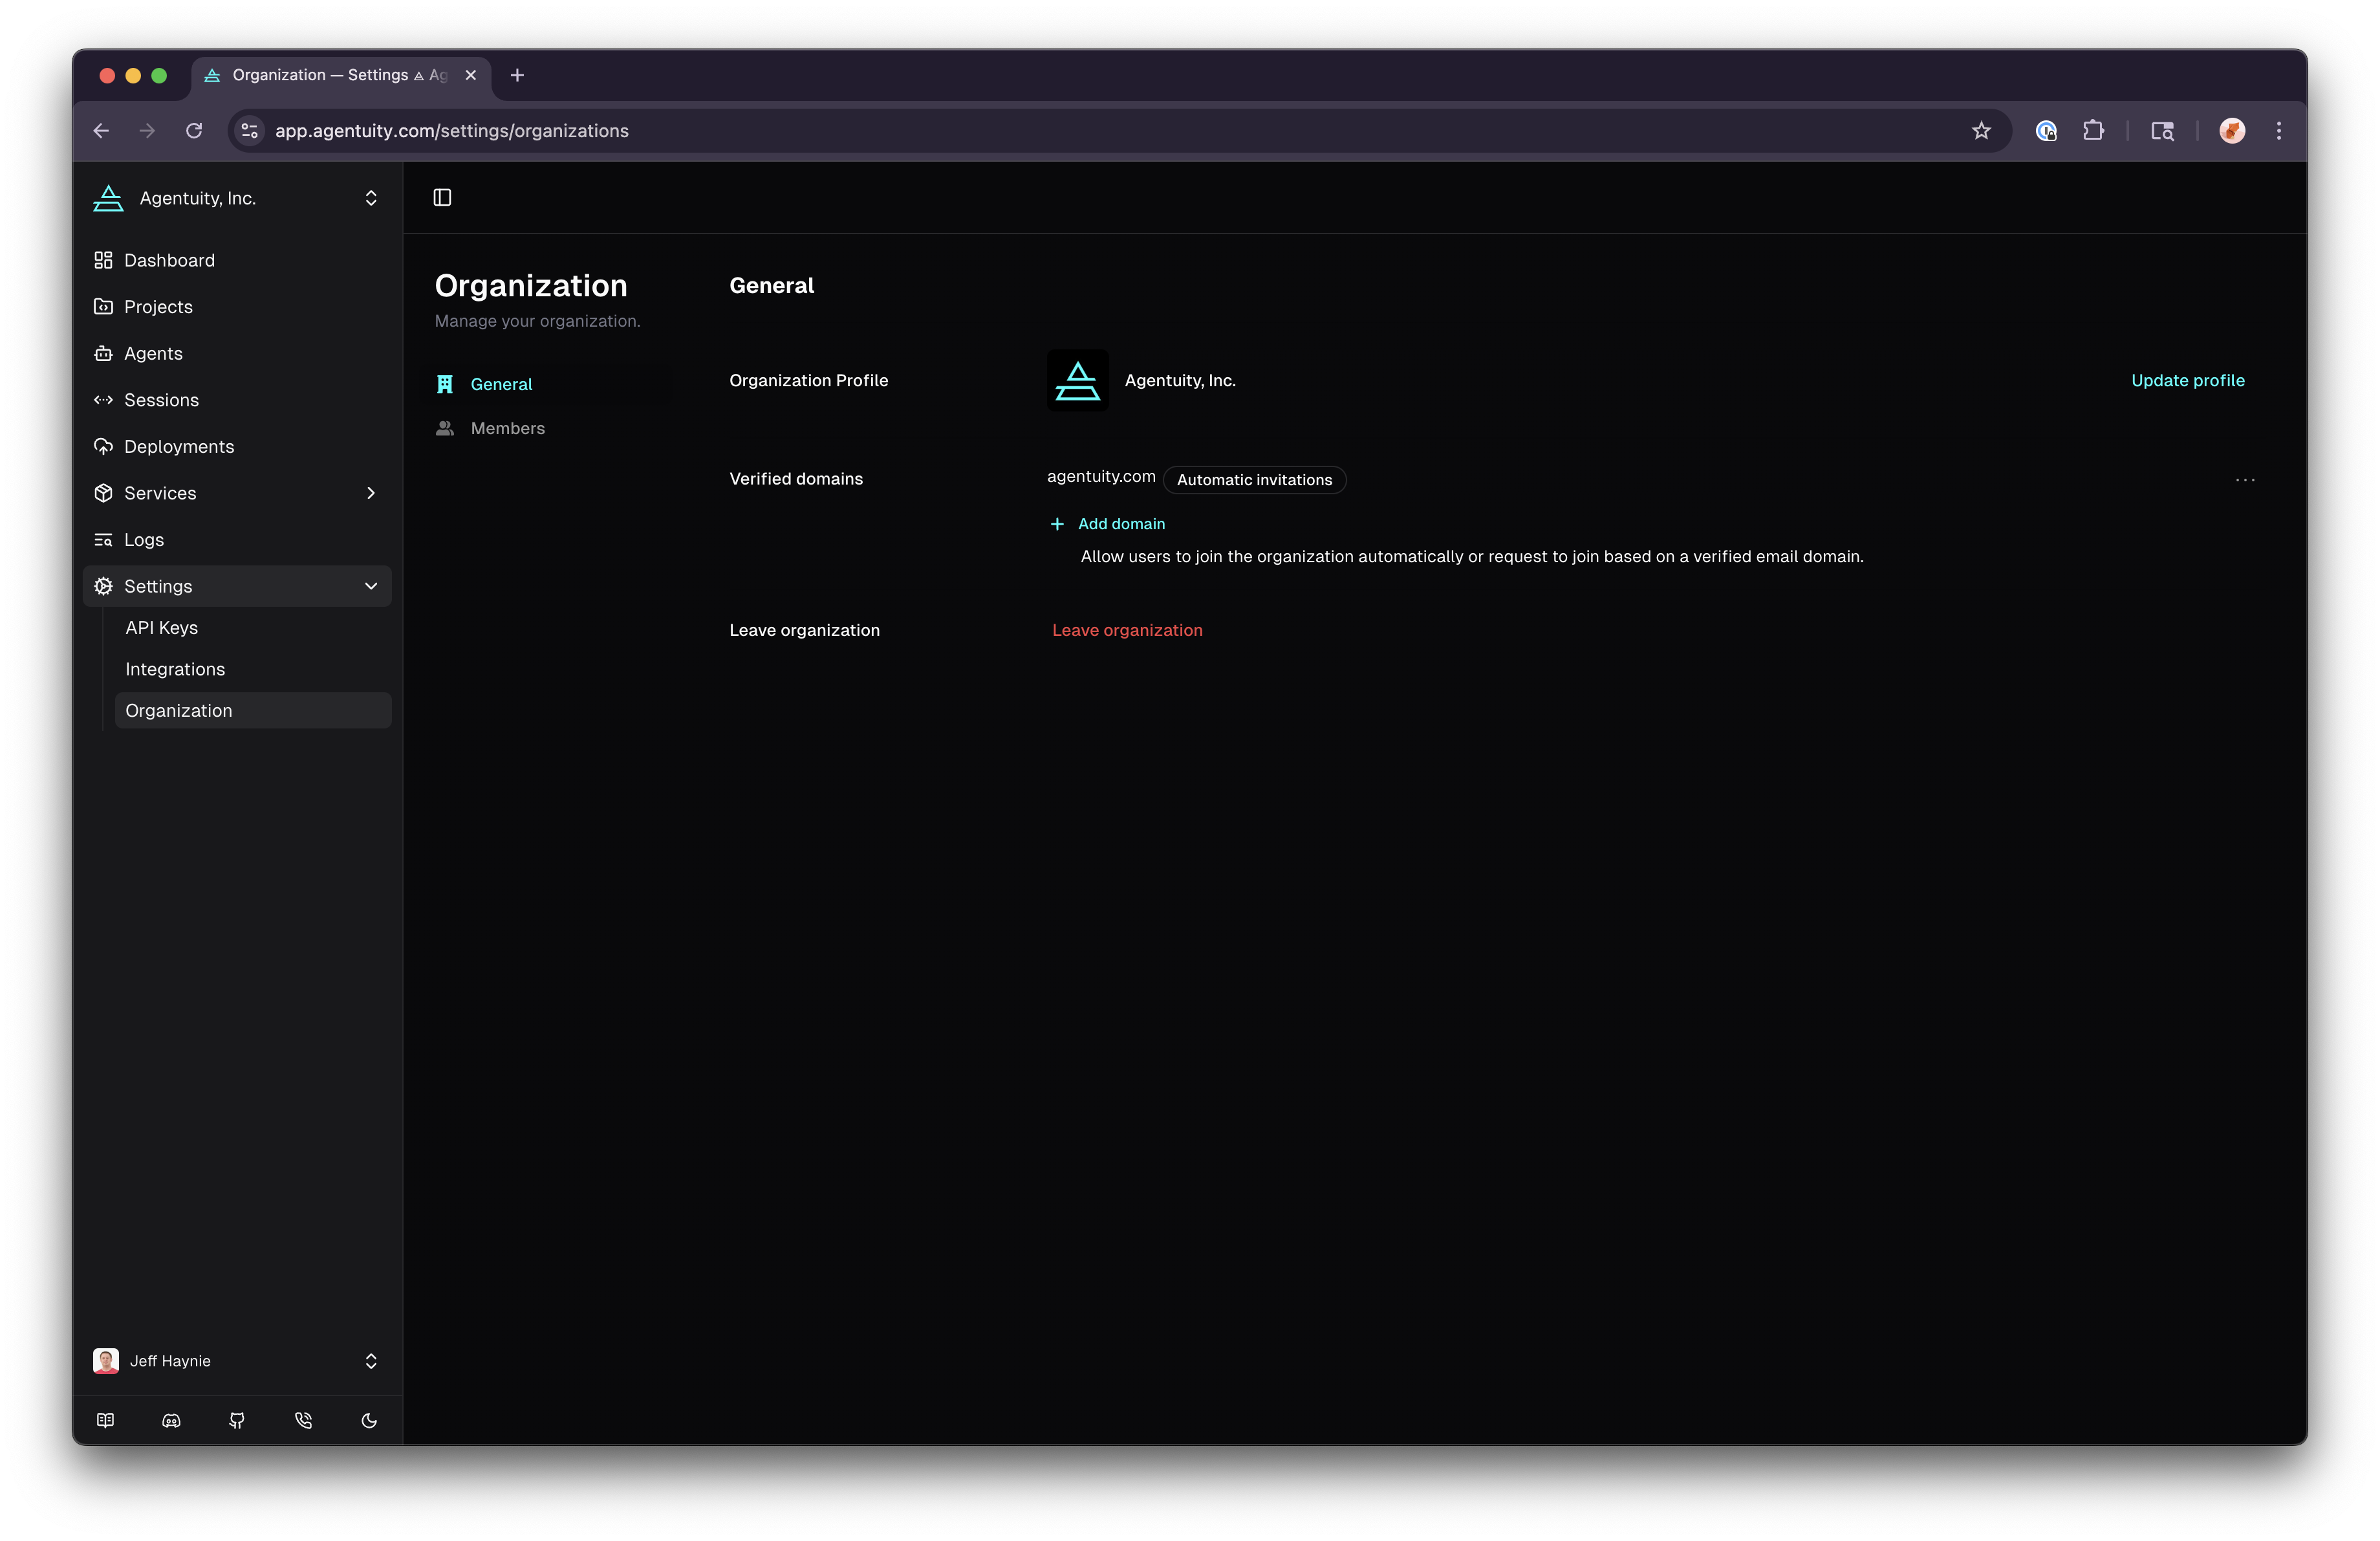 Organization — Settings
app.agentuity.com/settings/organizations
Agentuity, Inc.
Dashboard
Projects
Agents
Sessions
Deployments
Services
Logs
Settings
API Keys
Integrations
Organization
Jeff Haynie
Organization
Manage your organization.
General
Members
General
Organization Profile
Agentuity, Inc.
Update profile
Verified domains
agentuity.com
Automatic invitations
Add domain
Allow users to join the organization automatically or request to join based on a verified email domain.
Leave organization
Leave organization